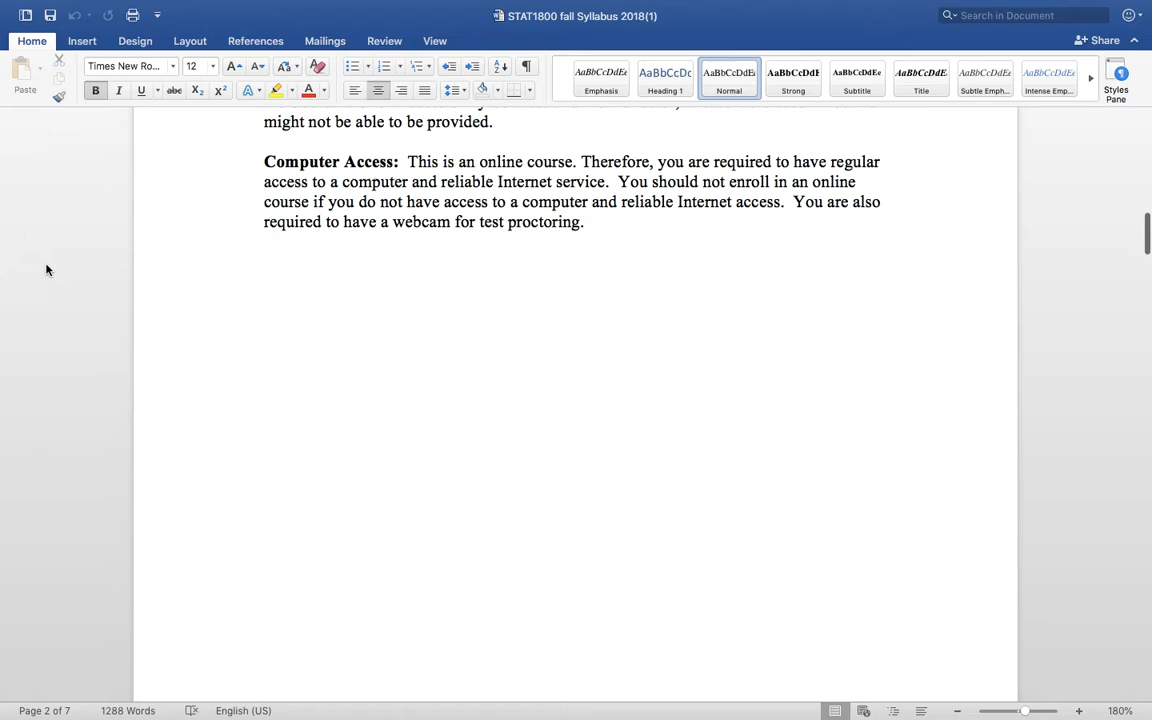 STAT1800 fall Syllabus 2018(1)
Search in Document
Home Insert Design Layout References Mailings Review View
Share
Paste
Times New Ro... 12
AaBbCcDdEe AaBbCcDc AaBbCcDdEe AaBbCcDdE AaBbCcDdEe AaBbCcDdE AaBbCcDdEe AaBbCcDdEe
Emphasis Heading 1 Normal Strong Subtitle Title Subtle Emph... Intense Emp...
Styles
Pane
might not be able to be provided.
Computer Access: This is an online course. Therefore, you are required to have regular
access to a computer and reliable Internet service. You should not enroll in an online
course if you do not have access to a computer and reliable Internet access. You are also
required to have a webcam for test proctoring.
Page 2 of 7 1288 Words English (US) 180%